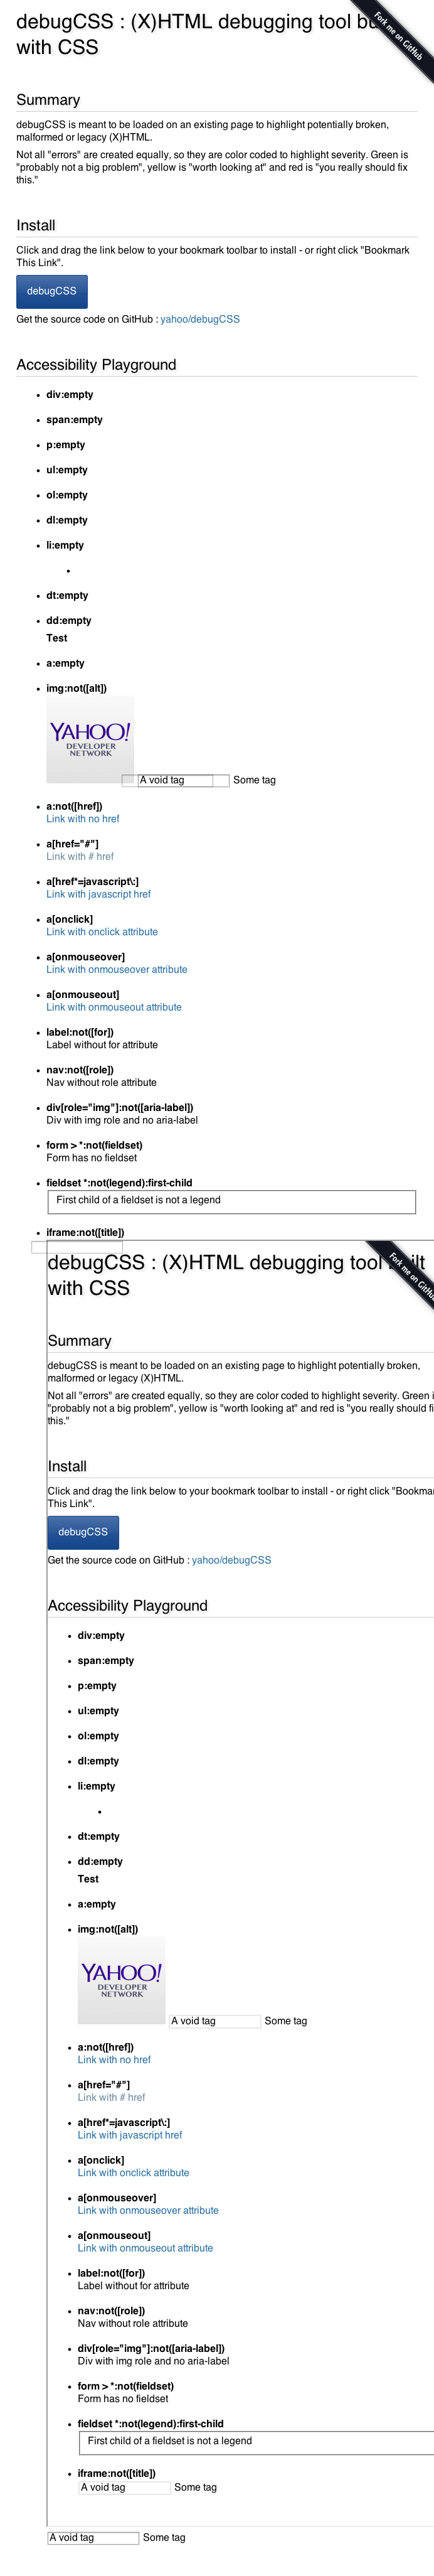 debugCSS : (X)HTML debugging tool
with CSS
Fork me on GitHub
Summary
debugCSS is meant to be loaded on an existing page to highlight potentially broken,
malformed or legacy (X)HTML.
Not all "errors" are created equally, so they are color coded to highlight severity. Green is
"probably not a big problem", yellow is "worth looking at" and red is "you really should fix
this."
Install
Click and drag the link below to your bookmark toolbar to install - or right click "Bookmark
This Link".
debugCSS
Get the source code on GitHub : yahoo/debugCSS
Accessibility Playground
• div:empty
• span:empty
• p:empty
• ul:empty
• ol:empty
• dl:empty
• li:empty
•
• dt:empty
• dd:empty
Test
• a:empty
• img:not([alt])
YAHOO!
DEVELOPER
NETWORK
A void tag Some tag
• a:not([href])
Link with no href
• a[href="#"]
Link with # href
• a[href*=javascript\:]
Link with javascript href
• a[onclick]
Link with onclick attribute
• a[onmouseover]
Link with onmouseover attribute
• a[onmouseout]
Link with onmouseout attribute
• label:not([for])
Label without for attribute
• nav:not([role])
Nav without role attribute
• div[role="img"]:not([aria-label])
Div with img role and no aria-label
• form > *:not(fieldset)
Form has no fieldset
• fieldset *:not(legend):first-child
First child of a fieldset is not a legend
• iframe:not([title])
debugCSS : (X)HTML debugging tool
with CSS
Fork me on GitHub
Summary
debugCSS is meant to be loaded on an existing page to highlight potentially broken,
malformed or legacy (X)HTML.
Not all "errors" are created equally, so they are color coded to highlight severity. Green
"probably not a big problem", yellow is "worth looking at" and red is "you really should
this."
Install
Click and drag the link below to your bookmark toolbar to install - or right click
This Link".
debugCSS
Get the source code on GitHub : yahoo/debugCSS
Accessibility Playground
• div:empty
• span:empty
• p:empty
• ul:empty
• ol:empty
• dl:empty
• li:empty
•
• dt:empty
• dd:empty
Test
• a:empty
• img:not([alt])
YAHOO!
DEVELOPER
NETWORK
A void tag Some tag
• a:not([href])
Link with no href
• a[href="#"]
Link with # href
• a[href*=javascript\:]
Link with javascript href
• a[onclick]
Link with onclick attribute
• a[onmouseover]
Link with onmouseover attribute
• a[onmouseout]
Link with onmouseout attribute
• label:not([for])
Label without for attribute
• nav:not([role])
Nav without role attribute
• div[role="img"]:not([aria-label])
Div with img role and no aria-label
• form > *:not(fieldset)
Form has no fieldset
• fieldset *:not(legend):first-child
First child of a fieldset is not a legend
• iframe:not([title])
A void tag Some tag
A void tag Some tag